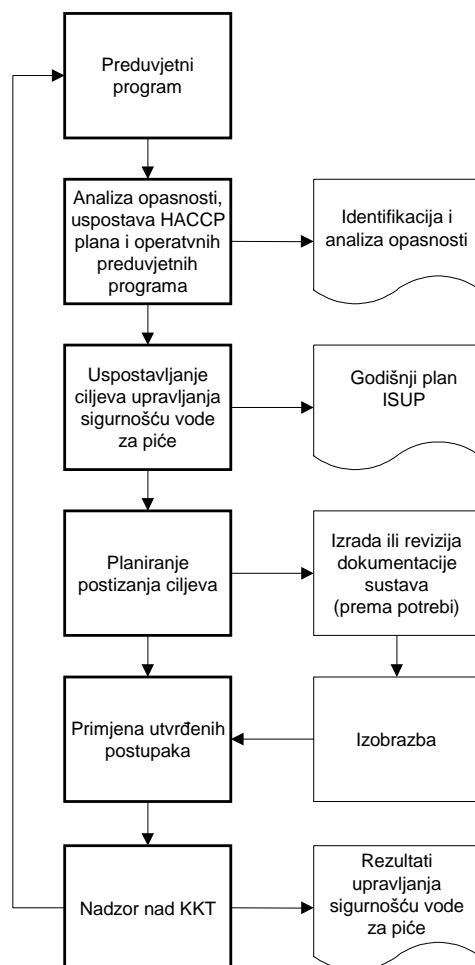 Preduvjetni
program
Analiza opasnosti,
uspostava HACCP
plana i operatvnih
preduvjetnih
programa
Identifikacija i
analiza opasnosti
Uspostavljanje
ciljeva upravljanja
sigurnošću vode
za piće
Godišnji plan
ISUP
Planiranje
postizanja ciljeva
Izrada ili revizija
dokumentacije
sustava
(prema potrebi)
Primjena utvrđenih
postupaka
Izobrazba
Nadzor nad KKT
Rezultati
upravljanja
sigurnošću vode
za piće